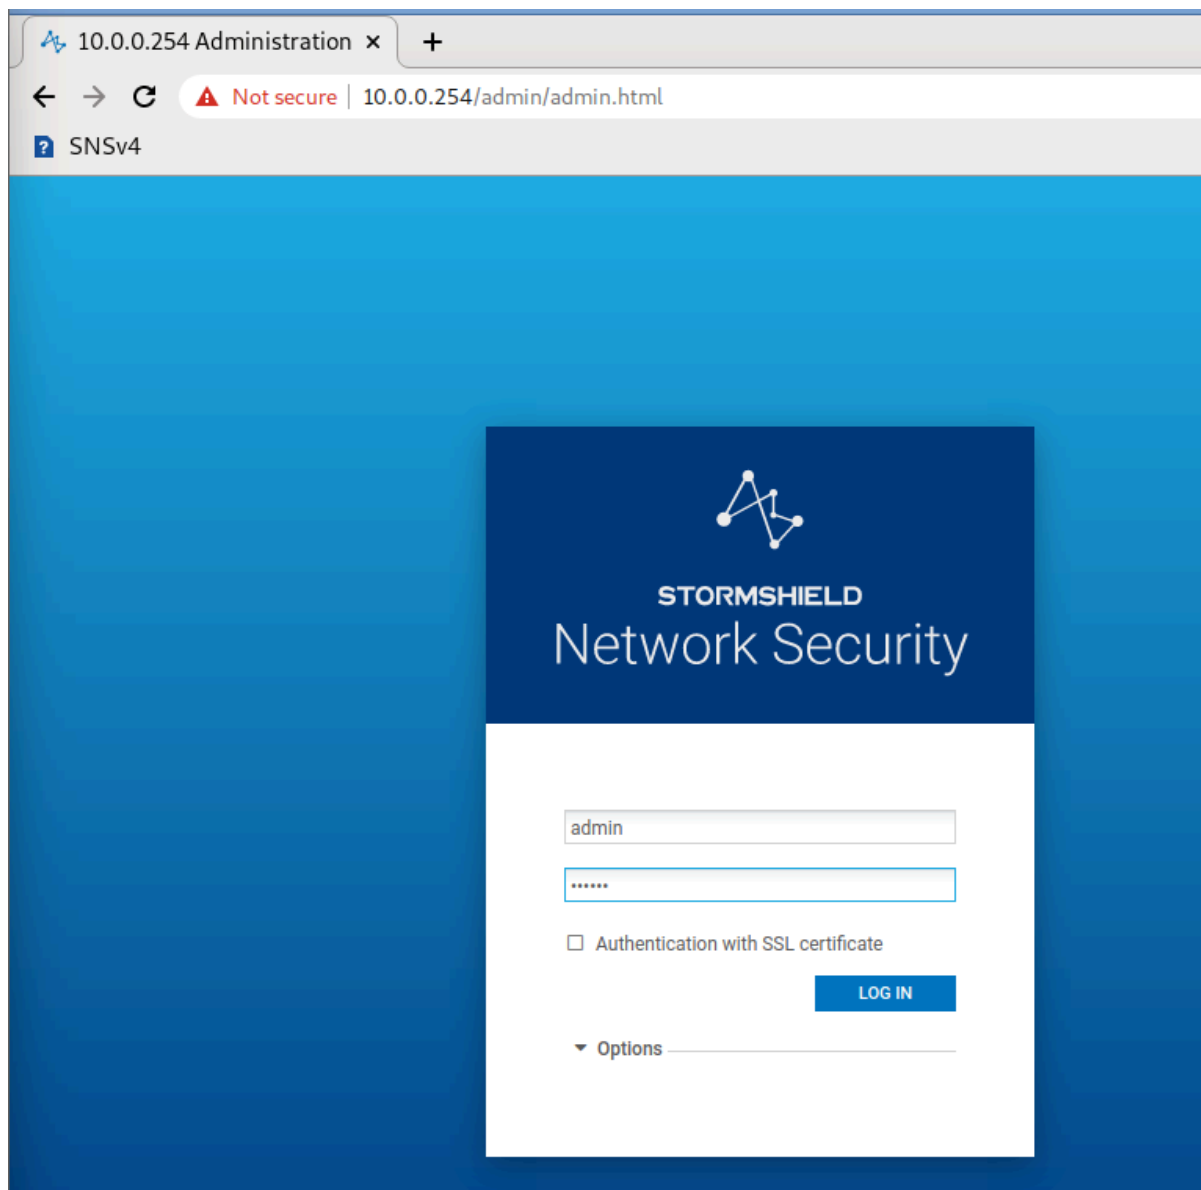 10.0.0.254 Administration × +
Not secure | 10.0.0.254/admin/admin.html
SNSv4
STORMSHIELD
Network Security
admin
••••••
Authentication with SSL certificate
LOG IN
Options